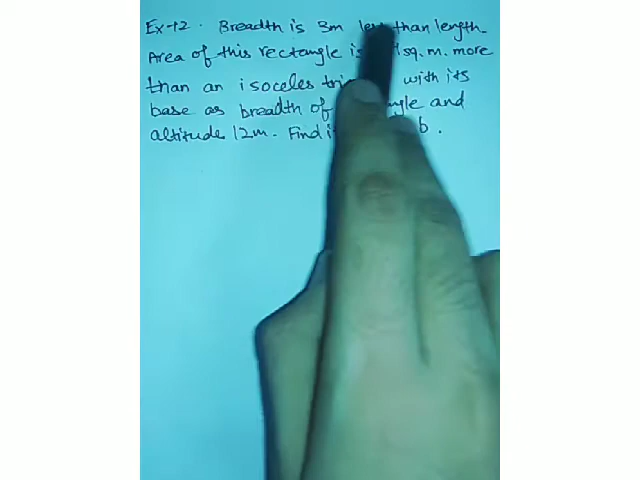 Ex-12. Breadth is 3m less than length
Area of this rectangle is sq. m. more
than an isoceles with its
base as breadth of and
altitude 12m. Find b.